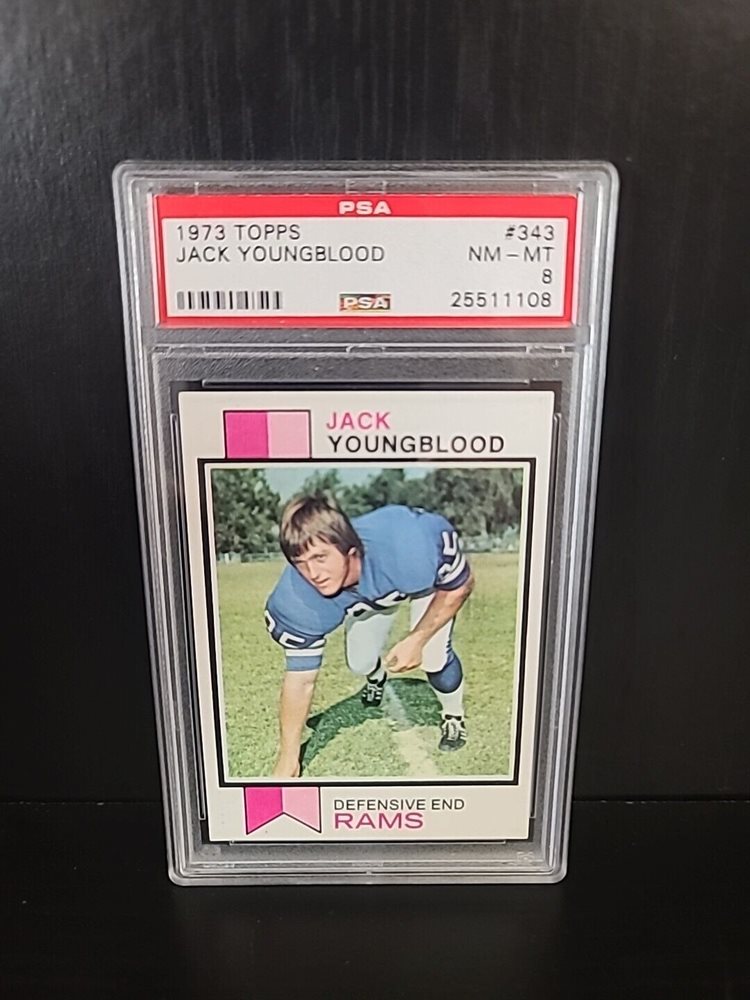 PSA
1973 TOPPS #343
JACK YOUNGBLOOD NM - MT
8
PSA 25511108
JACK
YOUNGBLOOD
DEFENSIVE END
RAMS